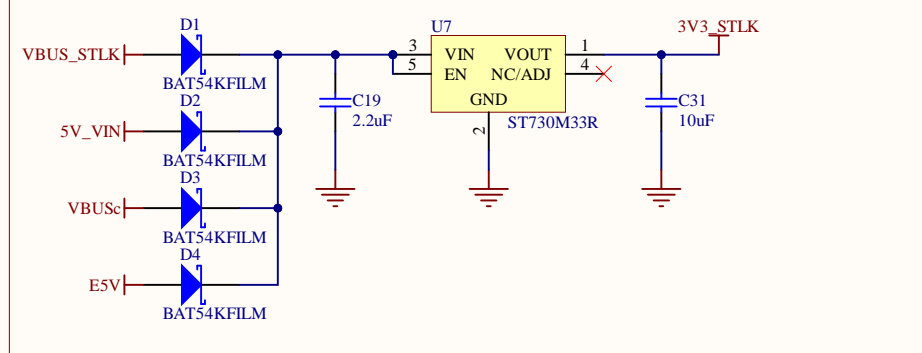 D1
VBUS_STLK
BAT54KFILM
D2
5V_VIN
BAT54KFILM
D3
VBUSc
BAT54KFILM
D4
E5V
BAT54KFILM
C19
2.2uF
U7
3 VIN VOUT 1
5 EN NC/ADJ 4
GND
2
ST730M33R
3V3_STLK
C31
10uF